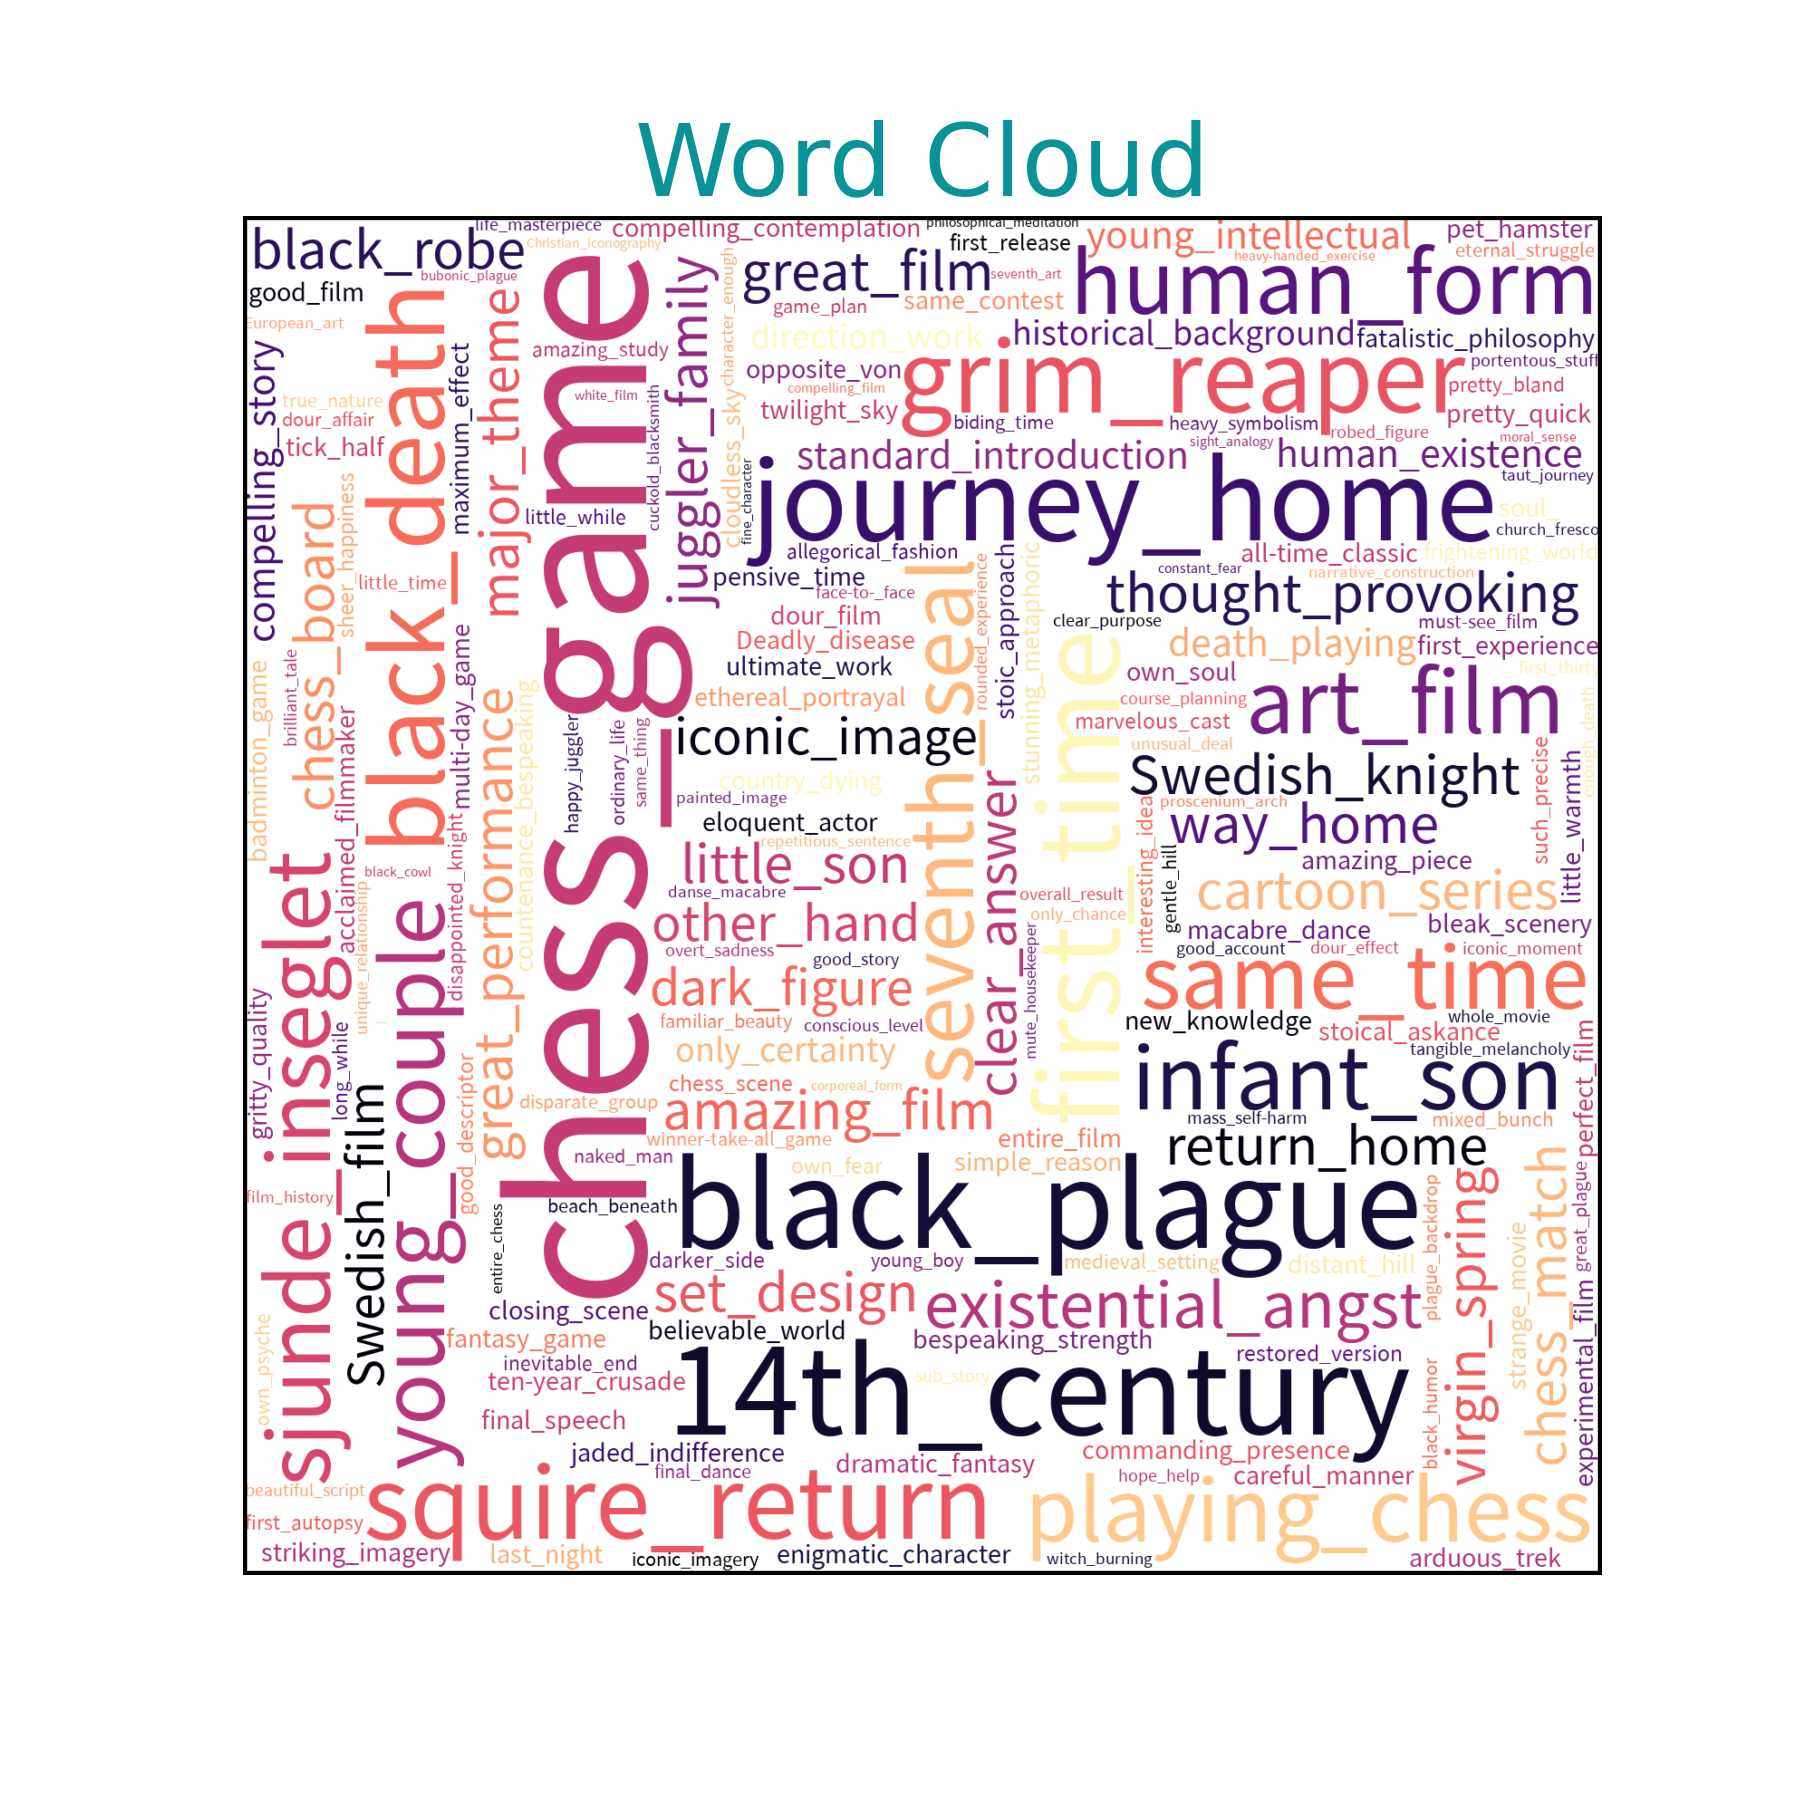 Word Cloud
life_masterpiece
compelling_contemplation
philosophical_meditation
first_release
young_intellectual
pet_hamster
black_robe
Christian_iconography
great_film
heavy-handed_exercise
eternal_struggle
bubonic_plague
seventh_art
human_form
good_film
game_plan
same_contest
European_art
direction_work
historical_background
fatalistic_philosophy
amazing_study
opposite_von
grim_reaper
portentous_stuff
compelling_film
pretty_bland
true_nature
white_film
twilight_sky
pretty_quick
dour_affair
biding_time
heavy_symbolism
robed_figure
tick_half
sight_analogy
moral_sense
standard_introduction
human_existence
taut_journey
journey_home
soul_
little_while
church_fresco
allegorical_fashion
all-time_classic
frightening_world
constant_fear
narrative_construction
little_time
pensive_time
face-to-_face
thought_provoking
dour_film
clear_purpose
must-see_film
Deadly_disease
death_playing
first_experience
ultimate_work
own_soul
first_thirty
ethereal_portrayal
course_planning
art_film
marvelous_cast
iconic_image
unusual_deal
country_dying
Swedish_knight
painted_image
proscenium_arch
eloquent_actor
way_home
repetitious_sentence
little_son
amazing_piece
black_cowl
danse_macabre
overall_result
cartoon_series
other_hand
only_chance
macabre_dance
bleak_scenery
overt_sadness
good_story
good_account
dour_effect
iconic_moment
dark_figure
same_time
familiar_beauty
conscious_level
new_knowledge
whole_movie
stoical_askance
only_certainty
tangible_melancholy
chess_scene
corporeal_form
infant_son
disparate_group
amazing_film
mass_self-harm
mixed_bunch
winner-take-all_game
entire_film
return_home
naked_man
own_fear
simple_reason
film_history
beach_beneath
black_plague
darker_side
young_boy
medieval_setting
distant_hill
closing_scene
set_design
existential_angst
fantasy_game
believable_world
bespeaking_strength
inevitable_end
restored_version
ten-year_crusade
sub_story
14th_century
final_speech
jaded_indifference
commanding_presence
final_dance
dramatic_fantasy
hope_help
careful_manner
beautiful_script
squire_return
playing_chess
first_autopsy
striking_imagery
last_night
iconic_imagery
enigmatic_character
witch_burning
arduous_trek
compelling_story
black_death
maximum_effect
major_theme
chess_game
cuckold_blacksmith
juggler_family
character_enough
cloudless_sky
fine_character
chess_board
sheer_happiness
badminton_game
brilliant_tale
acclaimed_filmmaker
multi-day_game
great_performance
countenance_bespeaking
happy_juggler
ordinary_life
same_thing
seventh_seal
rounded_experience
stoic_approach
stunning_metaphoric
first_time
clear_answer
mute_housekeeper
interesting_idea
gentle_hill
such_precise
little_warmth
enough_death
sjunde_inseglet
unique_relationship
disappointed_knight
gritty_quality
long_while
Swedish_film
young_couple
good_descriptor
entire_chess
own_psyche
perfect_film
great_plague
plague_backdrop
virgin_spring
strange_movie
chess_match
experimental_film
black_humor